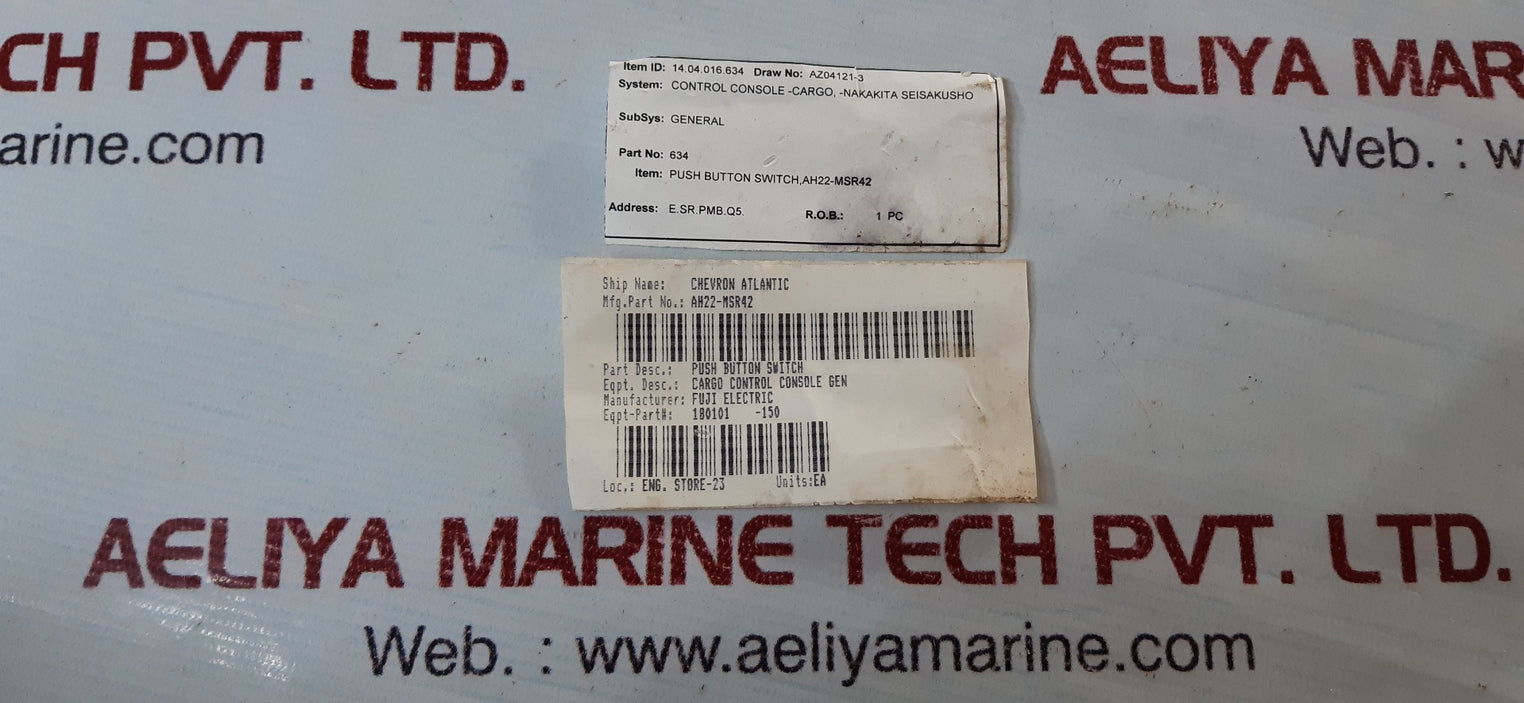 CH PVT. LTD.
arine.com
AELIYA MAR
Web. : w
Item ID: 14.04.016.634 Draw No: AZ04121-3
System: CONTROL CONSOLE -CARGO, -NAKAKITA SEISAKUSHO
SubSys: GENERAL
Part No: 634
Item: PUSH BUTTON SWITCH,AH22-MSR42
Address: E.SR.PMB.Q5. R.O.B.: 1 PC
Ship Name: CHEVRON ATLANTIC
Mfg.Part No.: AH22-MSR42
Part Desc.: PUSH BUTTON SWITCH
Eqpt. Desc.: CARGO CONTROL CONSOLE GEN
Manufacturer: FUJI ELECTRIC
Eqpt-Part#: 180101 -150
Loc.: ENG. STORE-23 Units:EA
AELIYA MARINE TECH PVT. LTD.
Web. : www.aeliyamarine.com